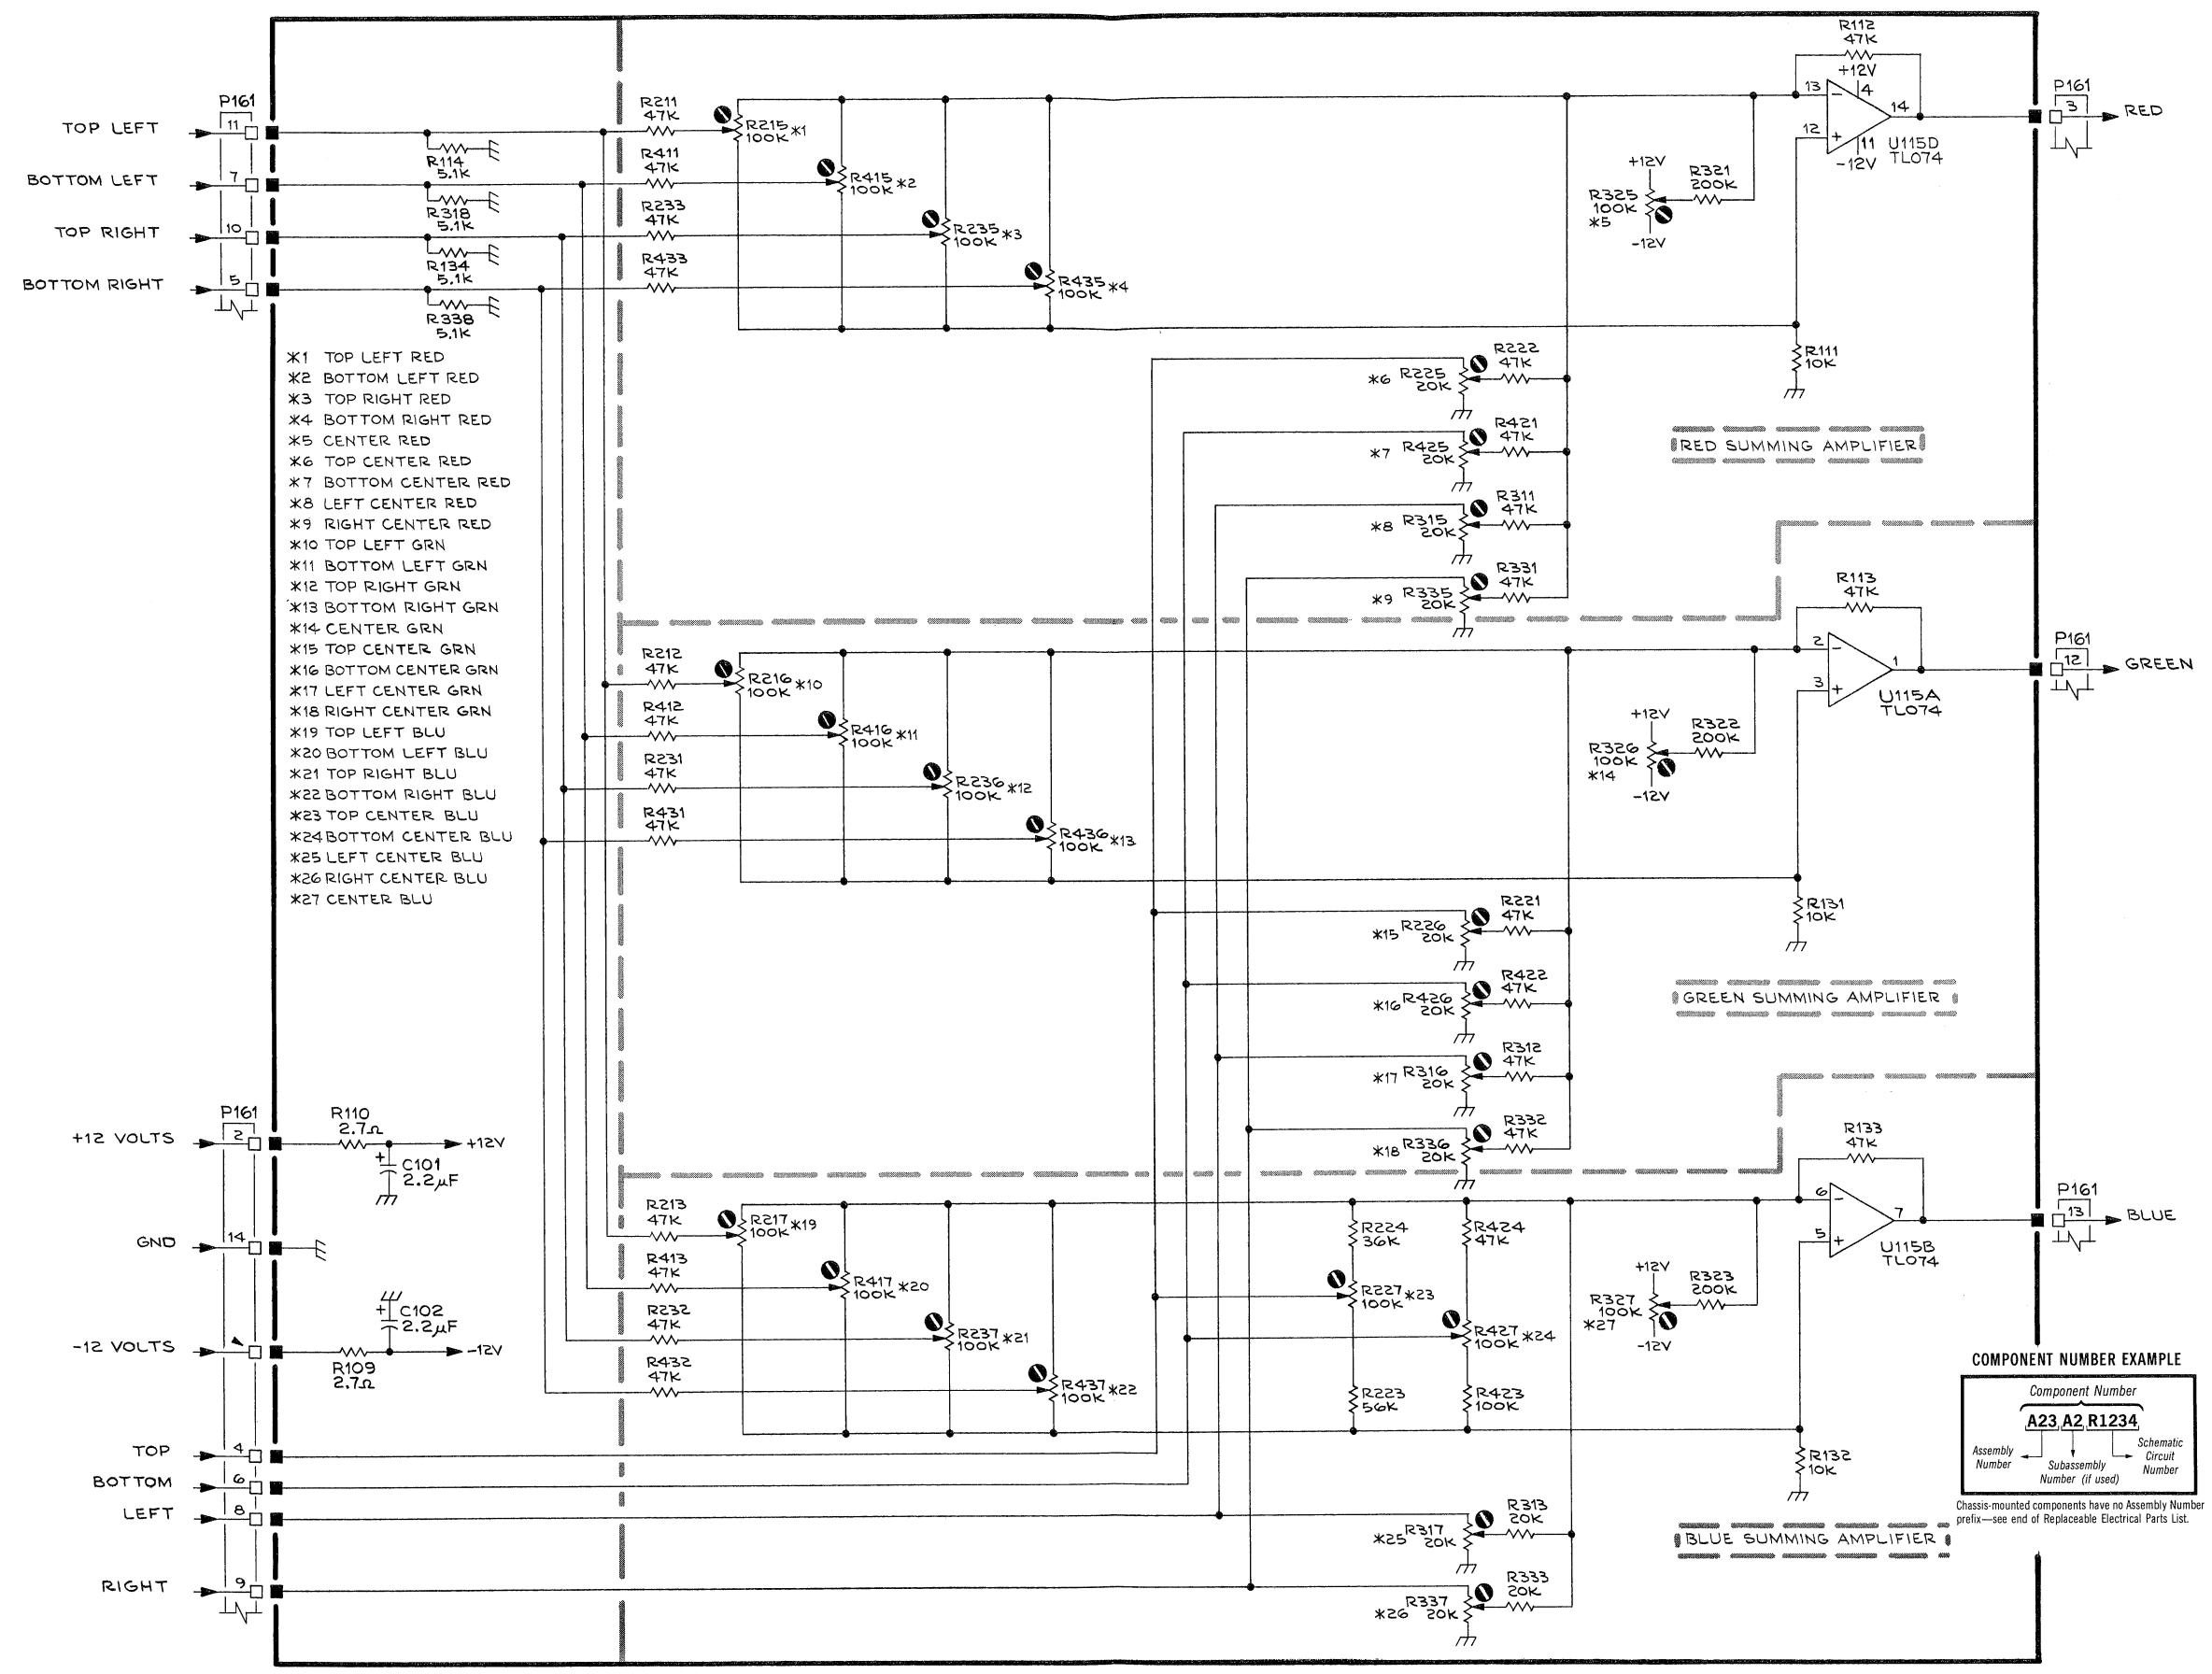 P161
TOP LEFT
11
BOTTOM LEFT
7
TOP RIGHT
10
BOTTOM RIGHT
5
R114
5.1K
R318
5.1K
R134
5.1K
R338
5.1K
R211
47K
R411
47K
R233
47K
R433
47K
R215
100K *1
R415
100K *2
R235
100K *3
R435
100K *4
+12V
R325
100K
*5
-12V
R321
200K
R112
47K
+12V
4
13
−
14
12
+
11
-12V
U115D
TL074
P161
3
RED
R111
10K
*6 R225
20K
R222
47K
*7 R425
20K
R421
47K
*8 R315
20K
R311
47K
*9 R335
20K
R331
47K
RED SUMMING AMPLIFIER
*1 TOP LEFT RED
*2 BOTTOM LEFT RED
*3 TOP RIGHT RED
*4 BOTTOM RIGHT RED
*5 CENTER RED
*6 TOP CENTER RED
*7 BOTTOM CENTER RED
*8 LEFT CENTER RED
*9 RIGHT CENTER RED
*10 TOP LEFT GRN
*11 BOTTOM LEFT GRN
*12 TOP RIGHT GRN
*13 BOTTOM RIGHT GRN
*14 CENTER GRN
*15 TOP CENTER GRN
*16 BOTTOM CENTER GRN
*17 LEFT CENTER GRN
*18 RIGHT CENTER GRN
*19 TOP LEFT BLU
*20 BOTTOM LEFT BLU
*21 TOP RIGHT BLU
*22 BOTTOM RIGHT BLU
*23 TOP CENTER BLU
*24 BOTTOM CENTER BLU
*25 LEFT CENTER BLU
*26 RIGHT CENTER BLU
*27 CENTER BLU
R212
47K
R412
47K
R231
47K
R431
47K
R216
100K *10
R416
100K *11
R236
100K *12
R436
100K *13
+12V
R326
100K
*14
-12V
R322
200K
R113
47K
2
−
1
3
+
U115A
TL074
P161
12
GREEN
R131
10K
*15 R226
20K
R221
47K
*16 R426
20K
R422
47K
*17 R316
20K
R312
47K
*18 R336
20K
R332
47K
GREEN SUMMING AMPLIFIER
P161
+12 VOLTS
2
R110
2.7Ω
+12V
+
C101
2.2µF
GND
14
+
C102
2.2µF
-12 VOLTS
-12V
R109
2.7Ω
TOP
4
BOTTOM
6
LEFT
8
RIGHT
9
R213
47K
R413
47K
R232
47K
R432
47K
R217
100K *19
R417
100K *20
R237
100K *21
R437
100K *22
R224
36K
R227
100K *23
R223
56K
R424
47K
R427
100K *24
R423
100K
+12V
R327
100K
*27
-12V
R323
200K
R133
47K
6
−
7
5
+
U115B
TL074
P161
13
BLUE
R132
10K
*25 R317
20K
R313
20K
*26 R337
20K
R333
20K
BLUE SUMMING AMPLIFIER
COMPONENT NUMBER EXAMPLE
Component Number
A23 A2 R1234
Assembly
Number
Subassembly
Number (if used)
Schematic
Circuit
Number
Chassis-mounted components have no Assembly Number
prefix—see end of Replaceable Electrical Parts List.